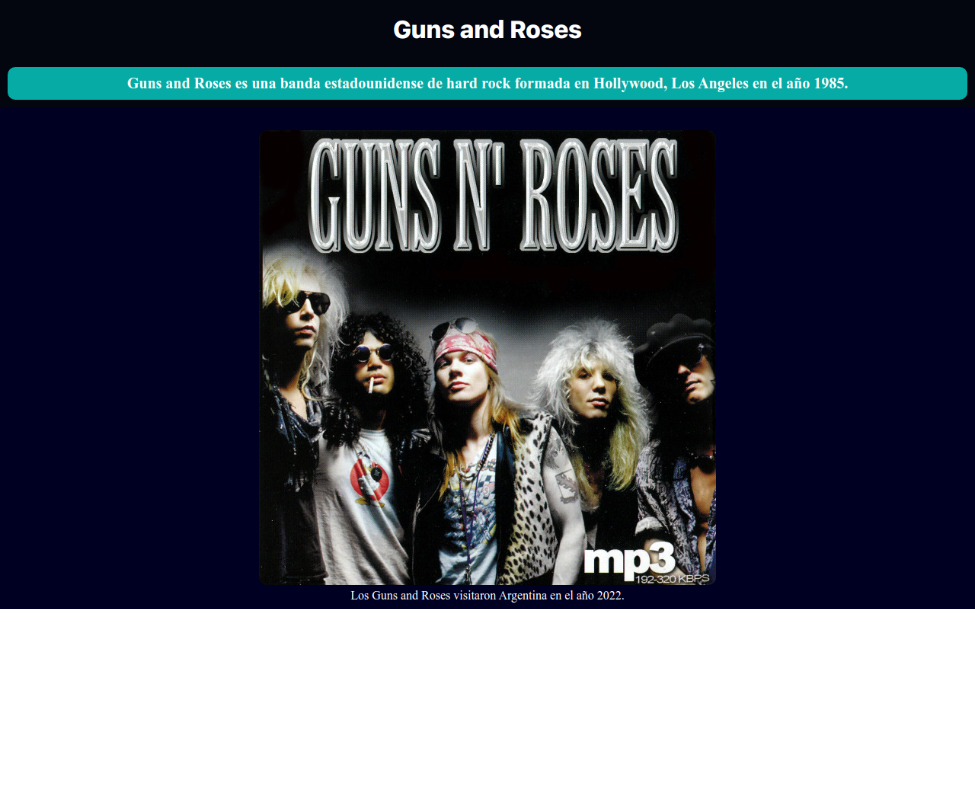 Guns and Roses
Guns and Roses es una banda estadounidense de hard rock formada en Hollywood, Los Angeles en el año 1985.
GUNS N' ROSES
mp3
192-320 KBPS
Los Guns and Roses visitaron Argentina en el año 2022.